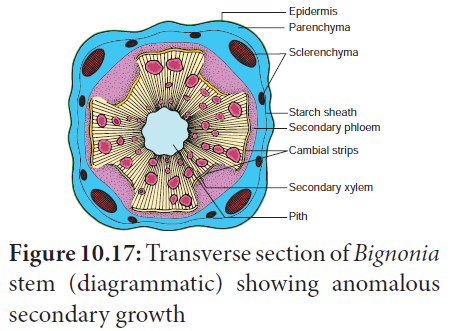 Epidermis
Parenchyma
Sclerenchyma
Starch sheath
Secondary phloem
Cambial strips
Secondary xylem
Pith
Figure 10.17: Transverse section of Bignonia
stem (diagrammatic) showing anomalous
secondary growth